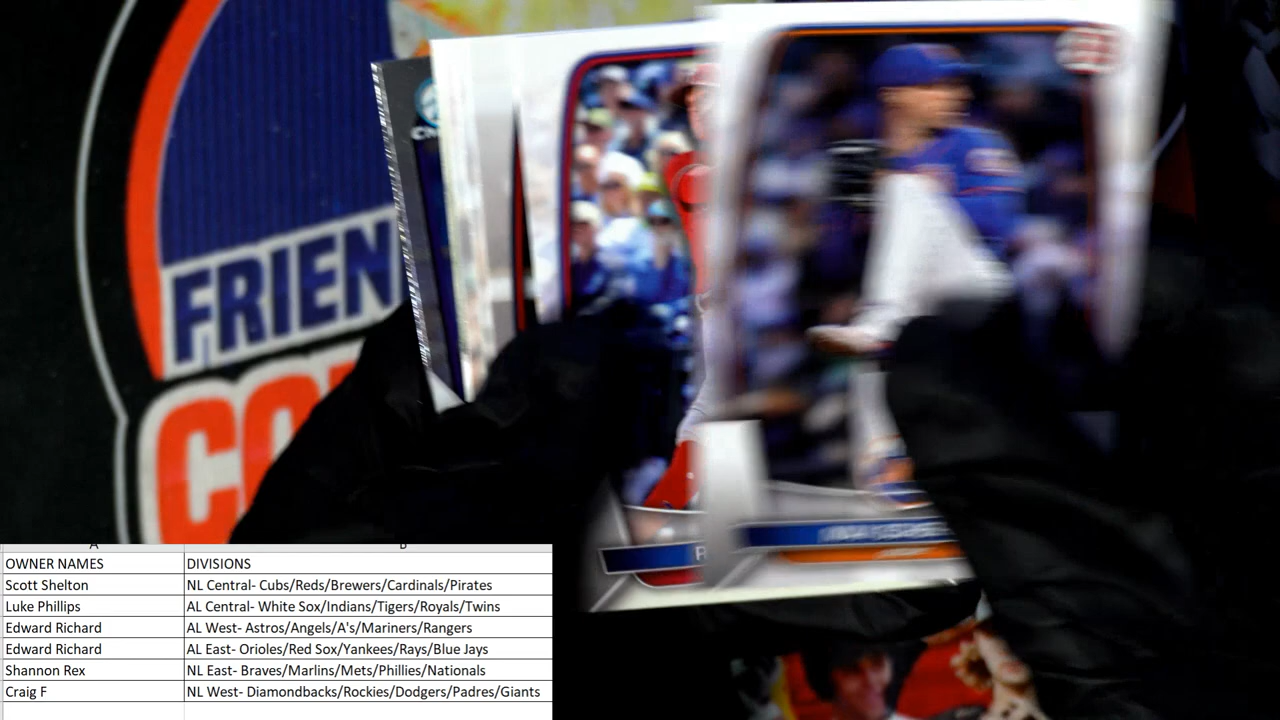 FRIEN
CO
A
B
OWNER NAMES DIVISIONS
Scott Shelton NL Central- Cubs/Reds/Brewers/Cardinals/Pirates
Luke Phillips AL Central- White Sox/Indians/Tigers/Royals/Twins
Edward Richard AL West- Astros/Angels/A's/Mariners/Rangers
Edward Richard AL East- Orioles/Red Sox/Yankees/Rays/Blue Jays
Shannon Rex NL East- Braves/Marlins/Mets/Phillies/Nationals
Craig F NL West- Diamondbacks/Rockies/Dodgers/Padres/Giants